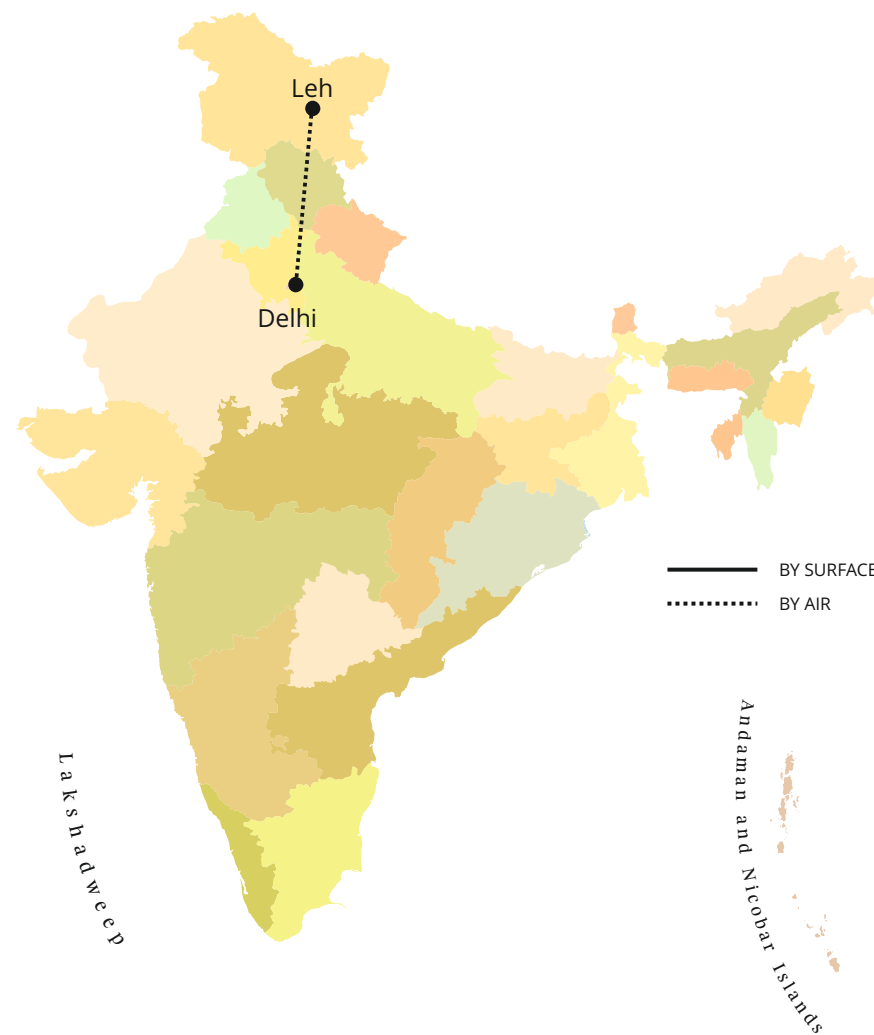 Leh
Delhi
BY SURFACE
BY AIR
Lakshadweep
Andaman and Nicobar Islands